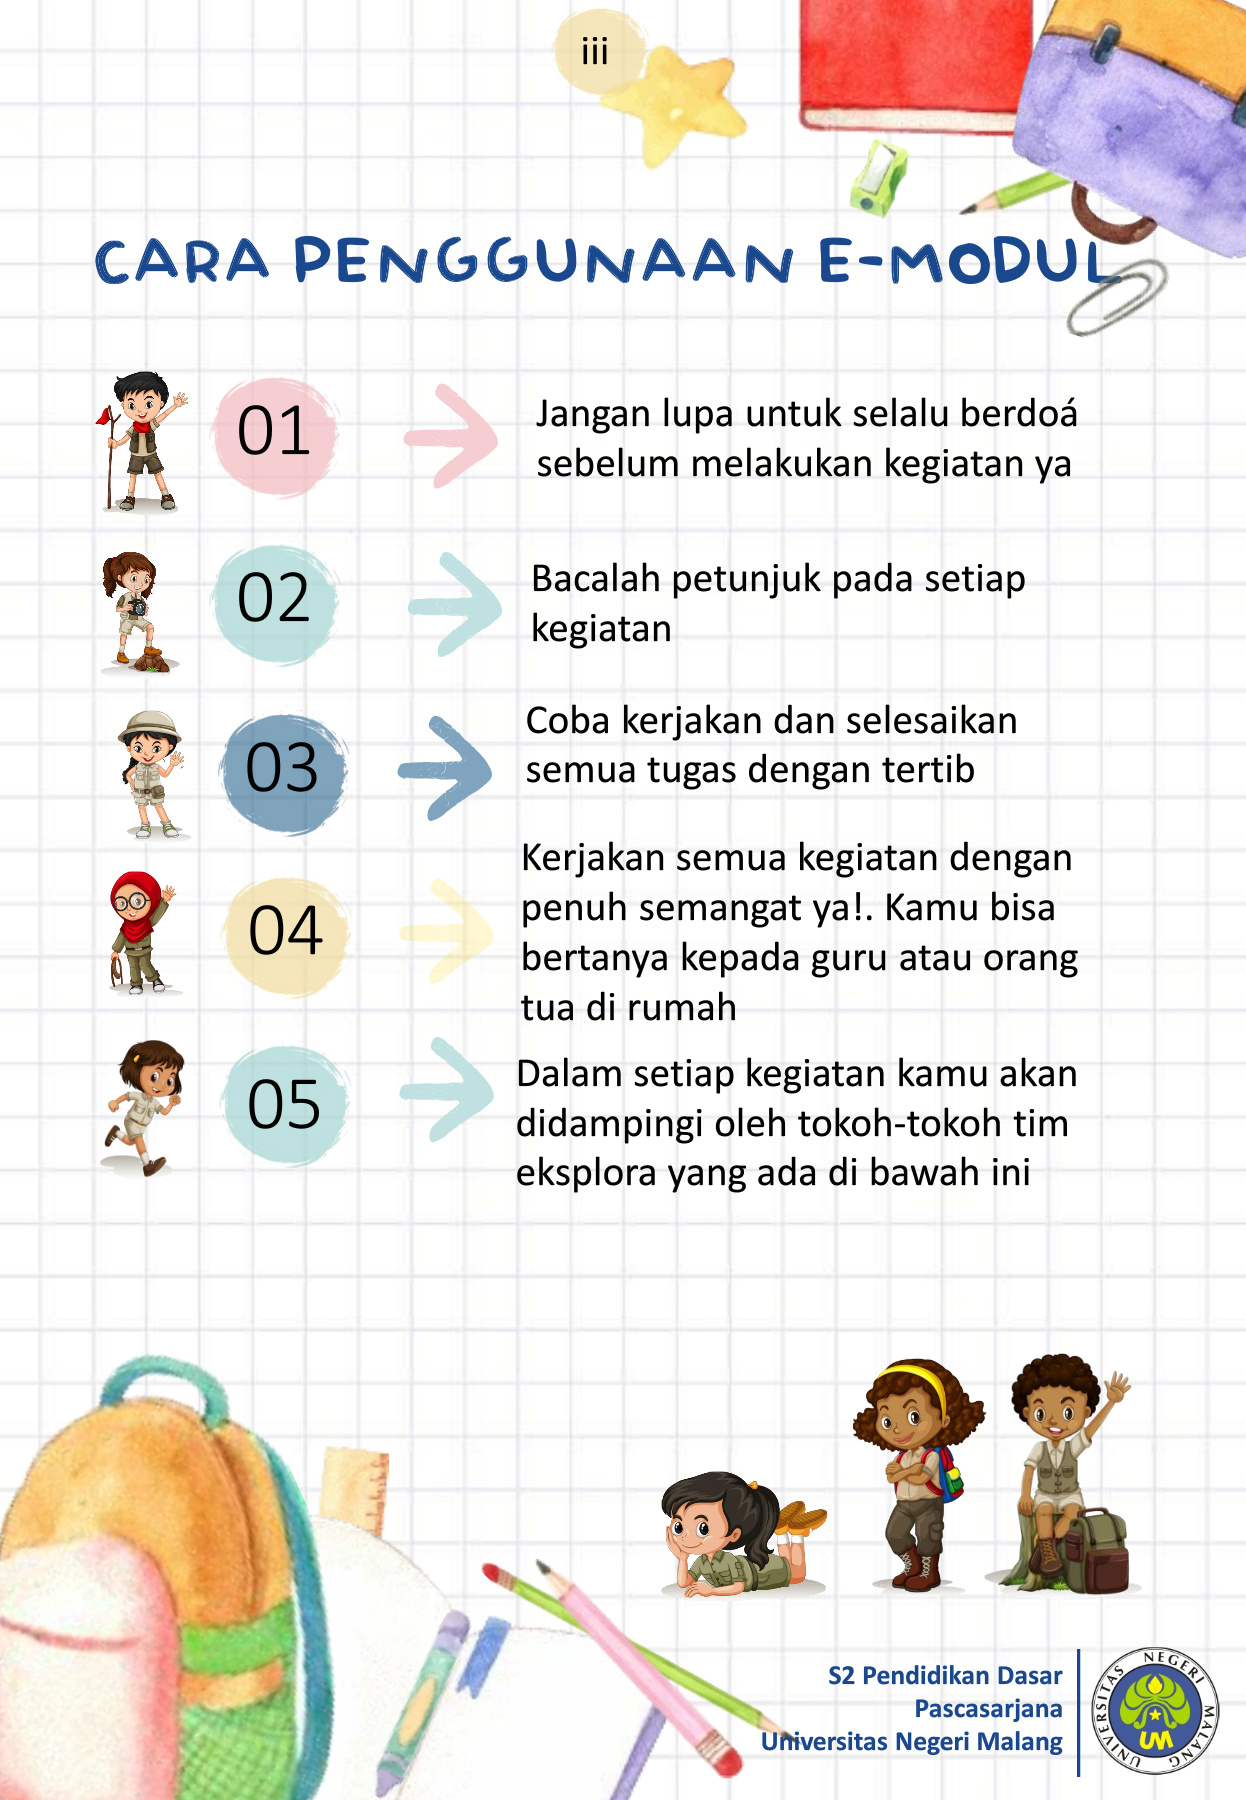 iii
CARA PENGGUNAAN E-MODUL
01
Jangan lupa untuk selalu berdoá
sebelum melakukan kegiatan ya
02
Bacalah petunjuk pada setiap
kegiatan
03
Coba kerjakan dan selesaikan
semua tugas dengan tertib
04
Kerjakan semua kegiatan dengan
penuh semangat ya!. Kamu bisa
bertanya kepada guru atau orang
tua di rumah
05
Dalam setiap kegiatan kamu akan
didampingi oleh tokoh-tokoh tim
eksplora yang ada di bawah ini
S2 Pendidikan Dasar
Pascasarjana
Universitas Negeri Malang
UNIVERSITAS NEGERI MALANG
UM